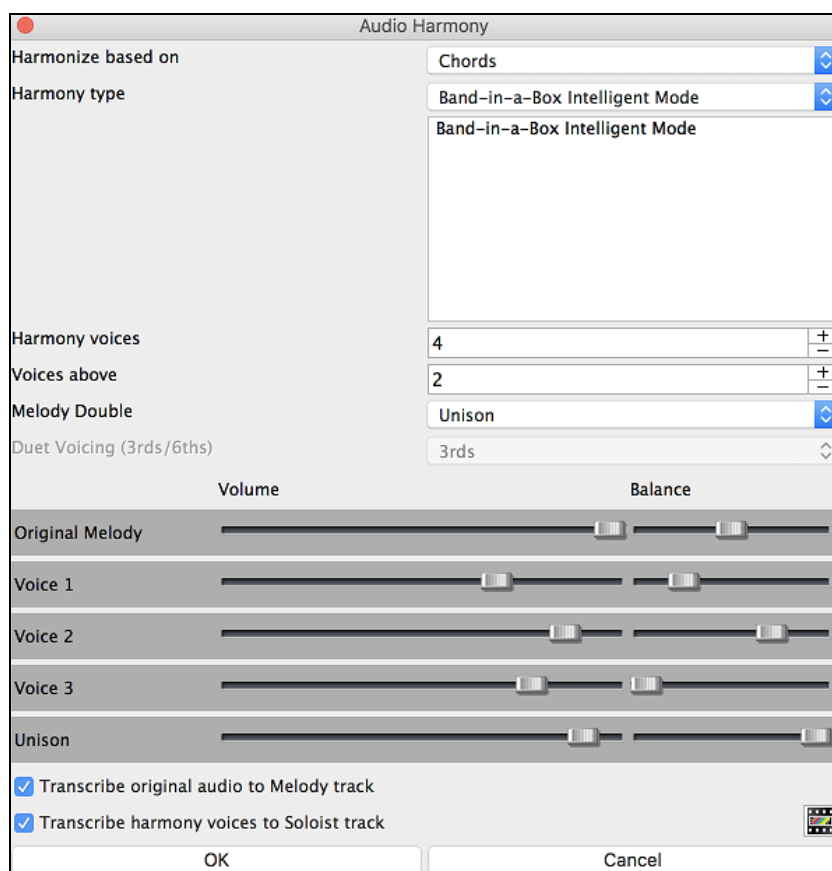 Audio Harmony
Harmonize based on
Chords
Harmony type
Band-in-a-Box Intelligent Mode
Band-in-a-Box Intelligent Mode
Harmony voices
4
+
−
Voices above
2
+
−
Melody Double
Unison
Duet Voicing (3rds/6ths)
3rds
Volume Balance
Original Melody
Voice 1
Voice 2
Voice 3
Unison
Transcribe original audio to Melody track
Transcribe harmony voices to Soloist track
OK Cancel